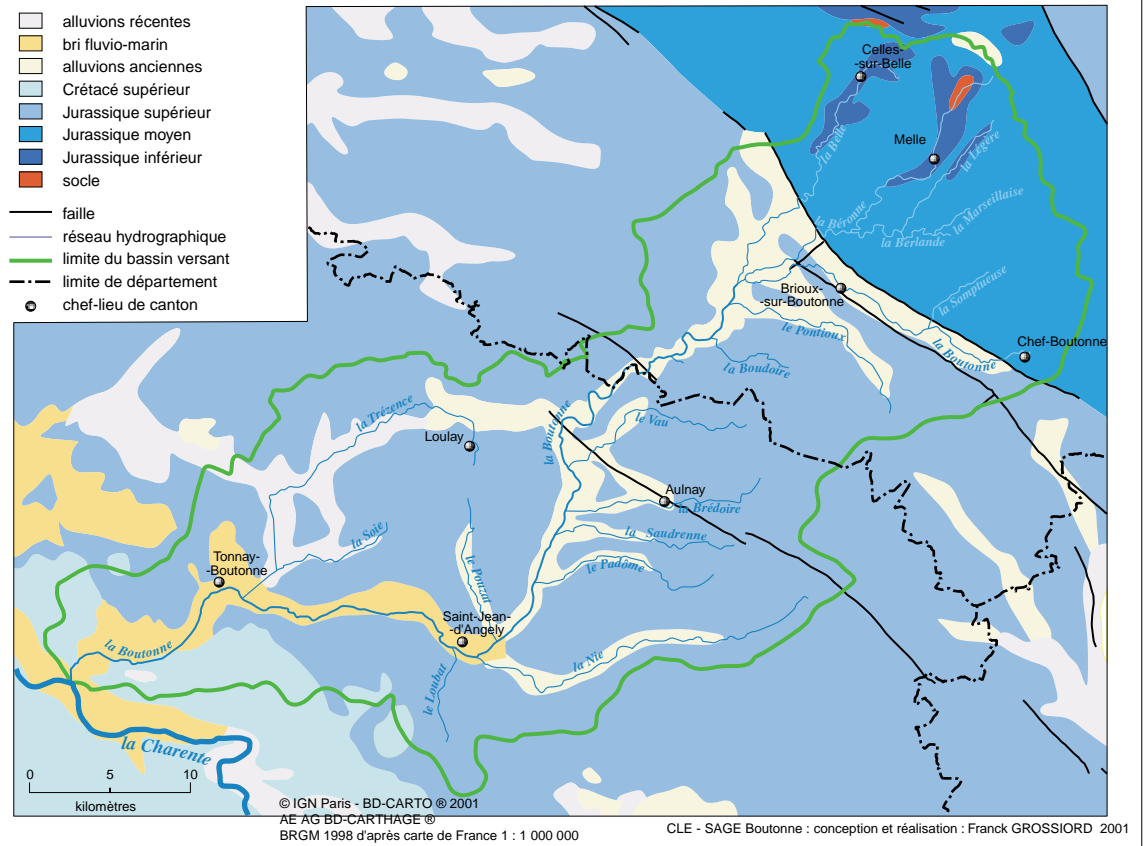 alluvions récentes
bri fluvio-marin
alluvions anciennes
Crétacé supérieur
Jurassique supérieur
Jurassique moyen
Jurassique inférieur
socle
faille
réseau hydrographique
limite du bassin versant
limite de département
chef-lieu de canton
Celles-
-sur-Belle
Melle
la Belle
la Légère
la Béronne
la Marseillaise
la Berlande
la Somptueuse
Brioux-
-sur-Boutonne
le Pontioux
la Boutonne
Chef-Boutonne
la Boudoire
la Trézence
la Boutonne
le Vau
Loulay
Aulnay
la Brédoire
la Saudrenne
la Soie
le Padôme
Tonnay-
-Boutonne
le Pouzat
Saint-Jean-
-d'Angely
la Boutonne
la Nie
le Loubat
la Charente
0 5 10
kilomètres
© IGN Paris - BD-CARTO ® 2001
AE AG BD-CARTHAGE ®
BRGM 1998 d'après carte de France 1 : 1 000 000
CLE - SAGE Boutonne : conception et réalisation : Franck GROSSIORD 2001